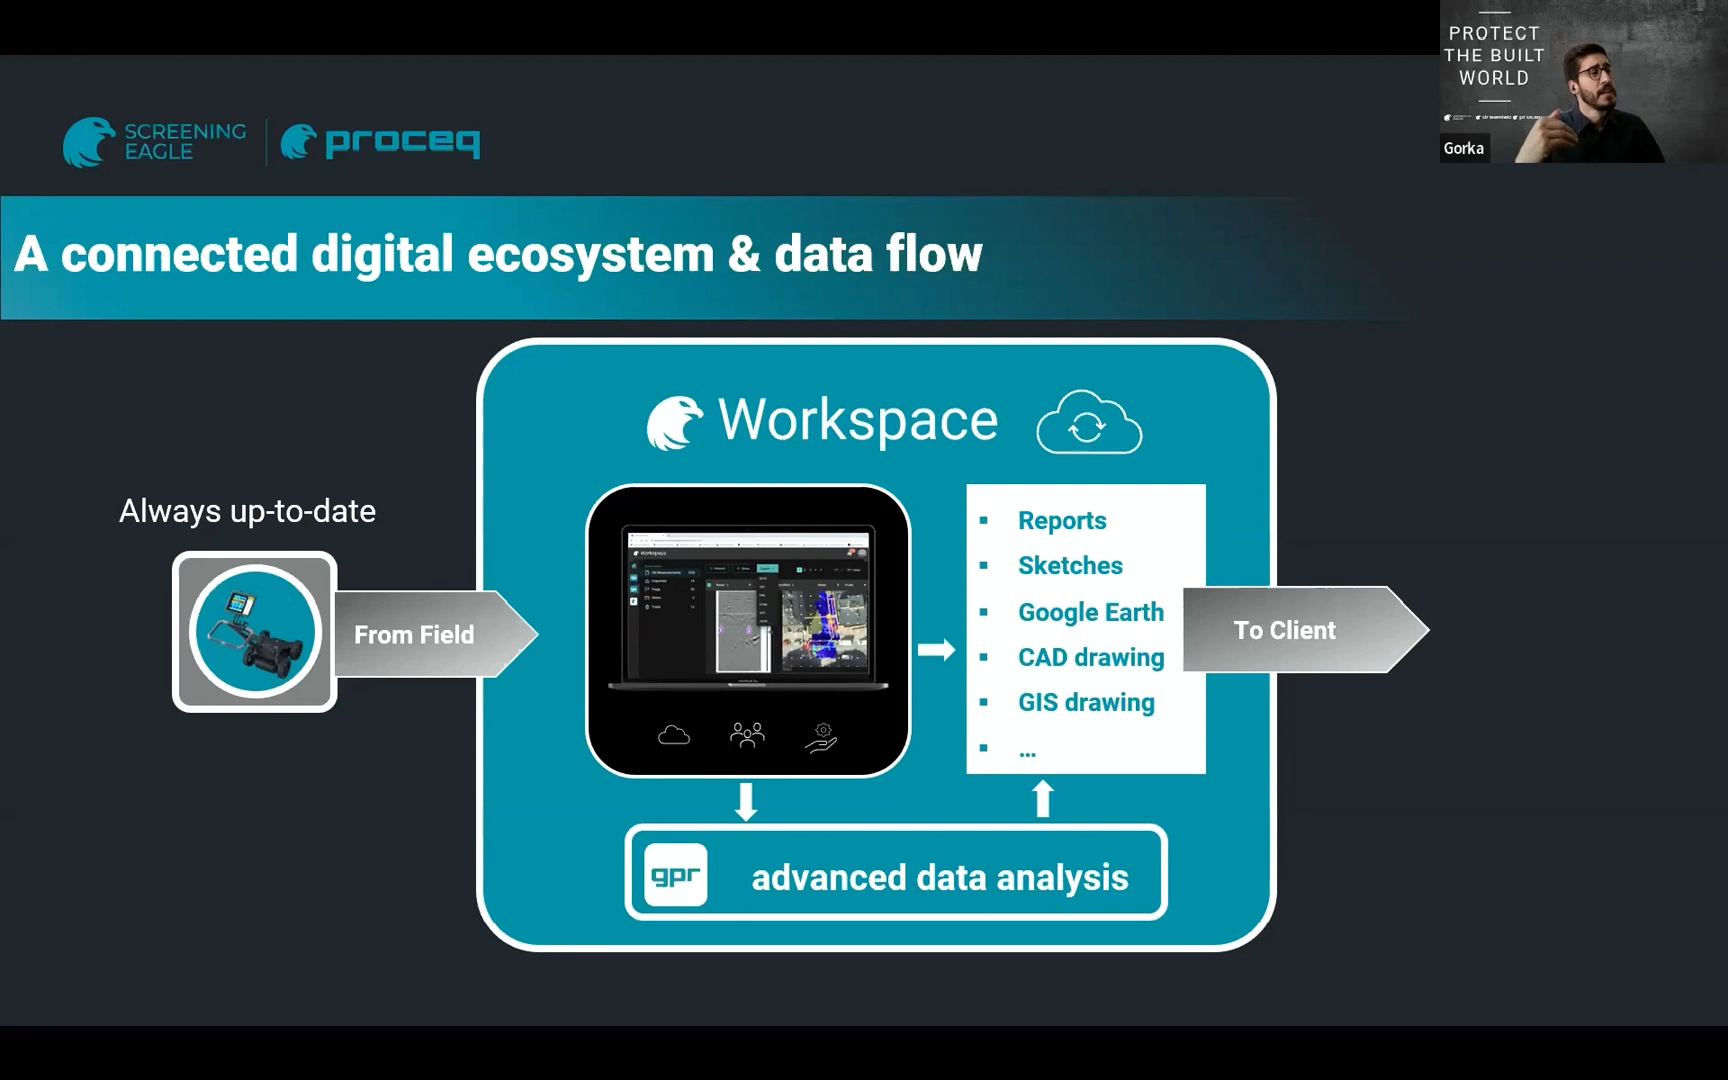 PROTECT
THE BUILT
WORLD
Gorka
SCREENING
EAGLE
proceq
A connected digital ecosystem & data flow
Workspace
Always up-to-date
From Field
Workspace
Reports
Sketches
Google Earth
CAD drawing
GIS drawing
...
To Client
gpr
advanced data analysis